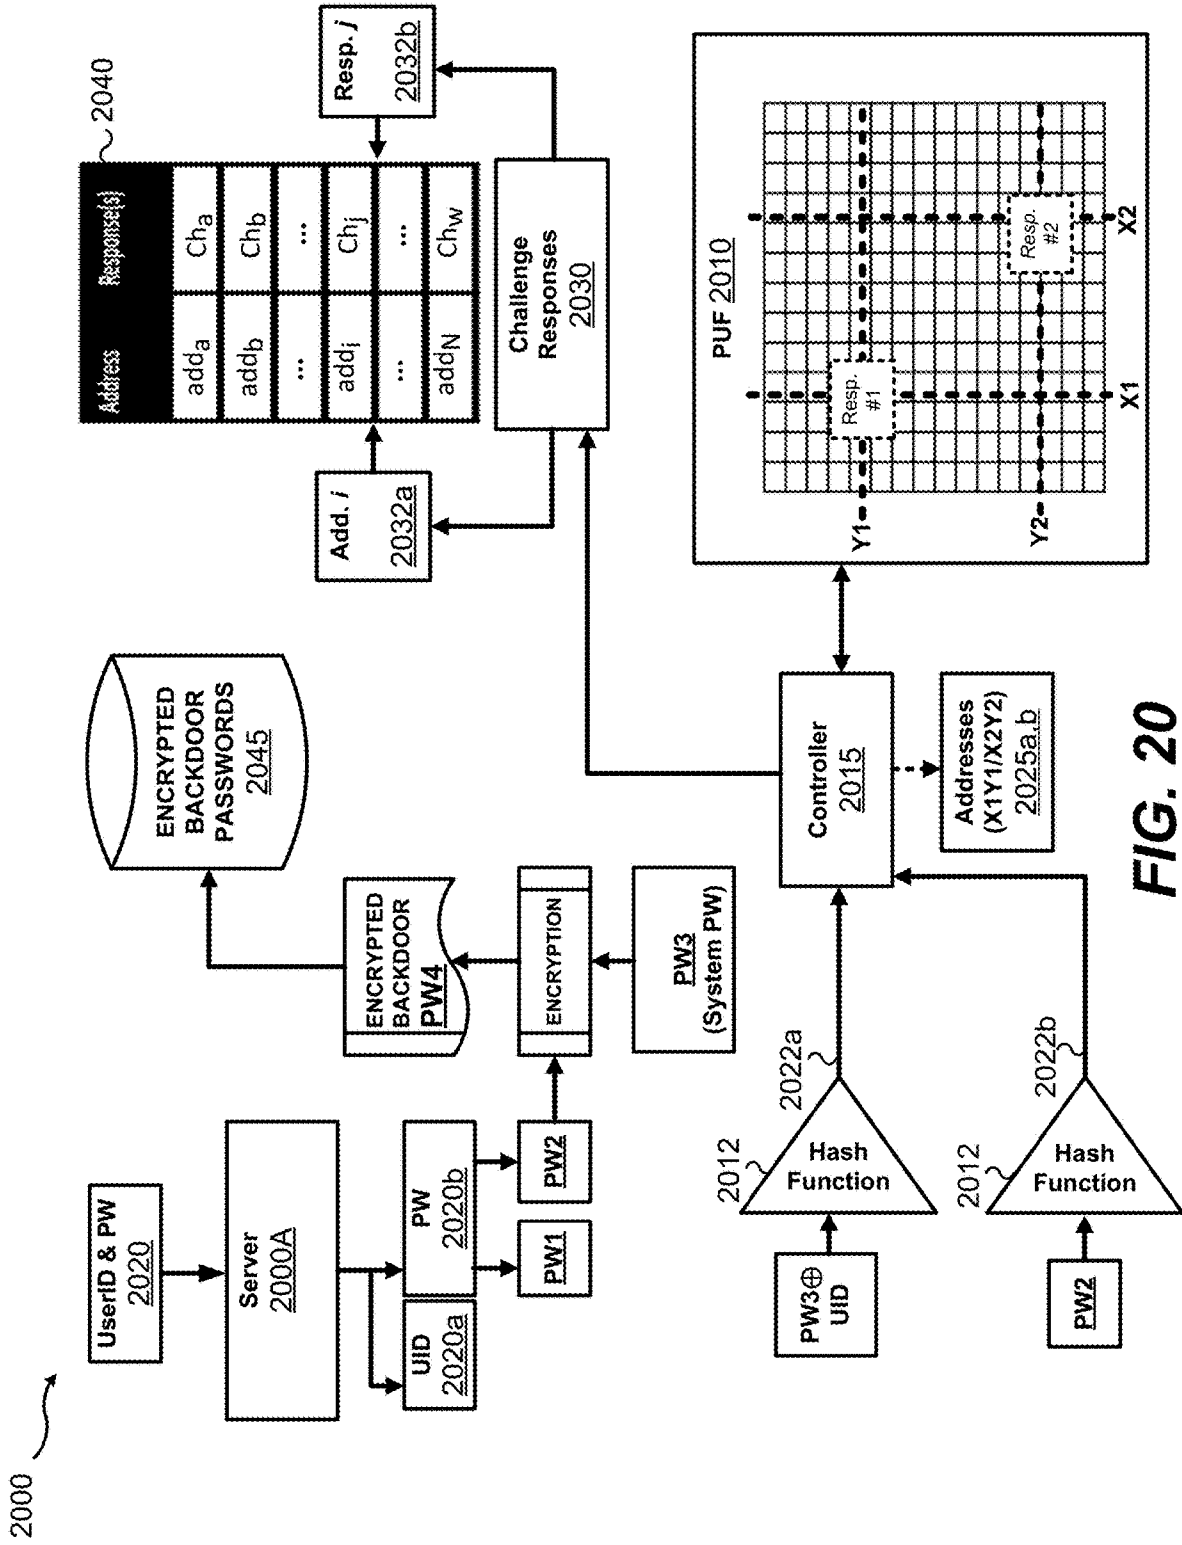 2000
UserID & PW
2020
Server
2000A
UID
2020a
PW
2020b
PW1
PW2
ENCRYPTION
PW3
(System PW)
ENCRYPTED
BACKDOOR
PW4
ENCRYPTED
BACKDOOR
PASSWORDS
2045
PW3⊕
UID
2012
Hash
Function
2022a
PW2
2012
Hash
Function
2022b
Controller
2015
Addresses
(X1Y1/X2Y2)
2025a.b
Challenge
Responses
2030
Add. i
2032a
Resp. j
2032b
2040
Address Response(s)
adda Cha
addb Chb
... ...
addi Chj
... ...
addN Chw
PUF 2010
Y1
Y2
Resp.
#1
Resp.
#2
X1
X2
FIG. 20